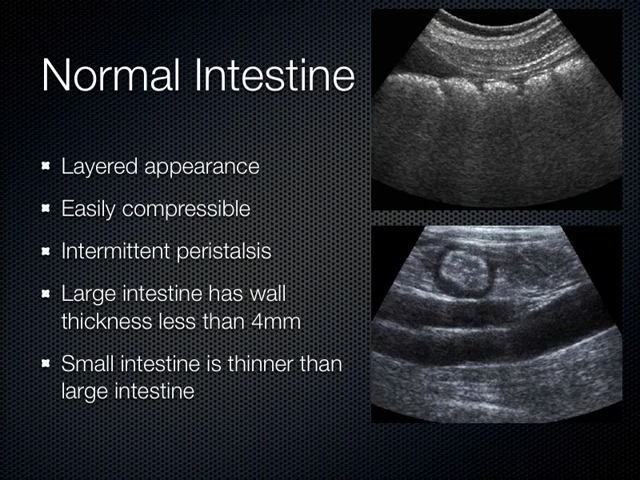 Normal Intestine
Layered appearance
Easily compressible
Intermittent peristalsis
Large intestine has wall
thickness less than 4mm
Small intestine is thinner than
large intestine